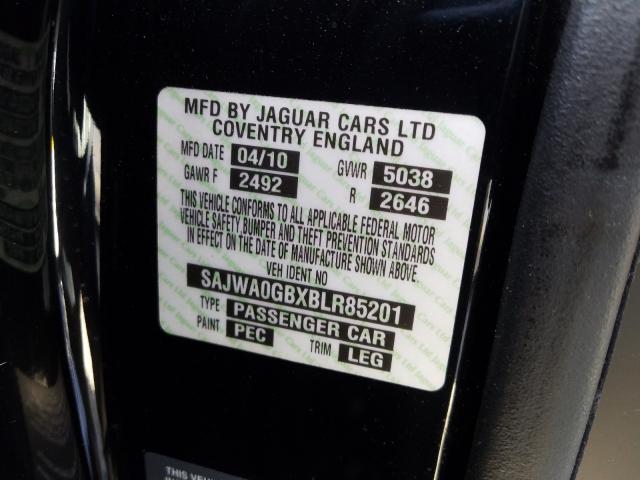 MFD BY JAGUAR CARS LTD
COVENTRY ENGLAND
MFD DATE 04/10 GVWR 5038
GAWR F 2492 R 2646
THIS VEHICLE CONFORMS TO ALL APPLICABLE FEDERAL MOTOR
VEHICLE SAFETY, BUMPER AND THEFT PREVENTION STANDARDS
IN EFFECT ON THE DATE OF MANUFACTURE SHOWN ABOVE.
VEH IDENT NO
SAJWA0GBXBLR85201
TYPE PASSENGER CAR
PAINT PEC TRIM LEG
THIS VEH